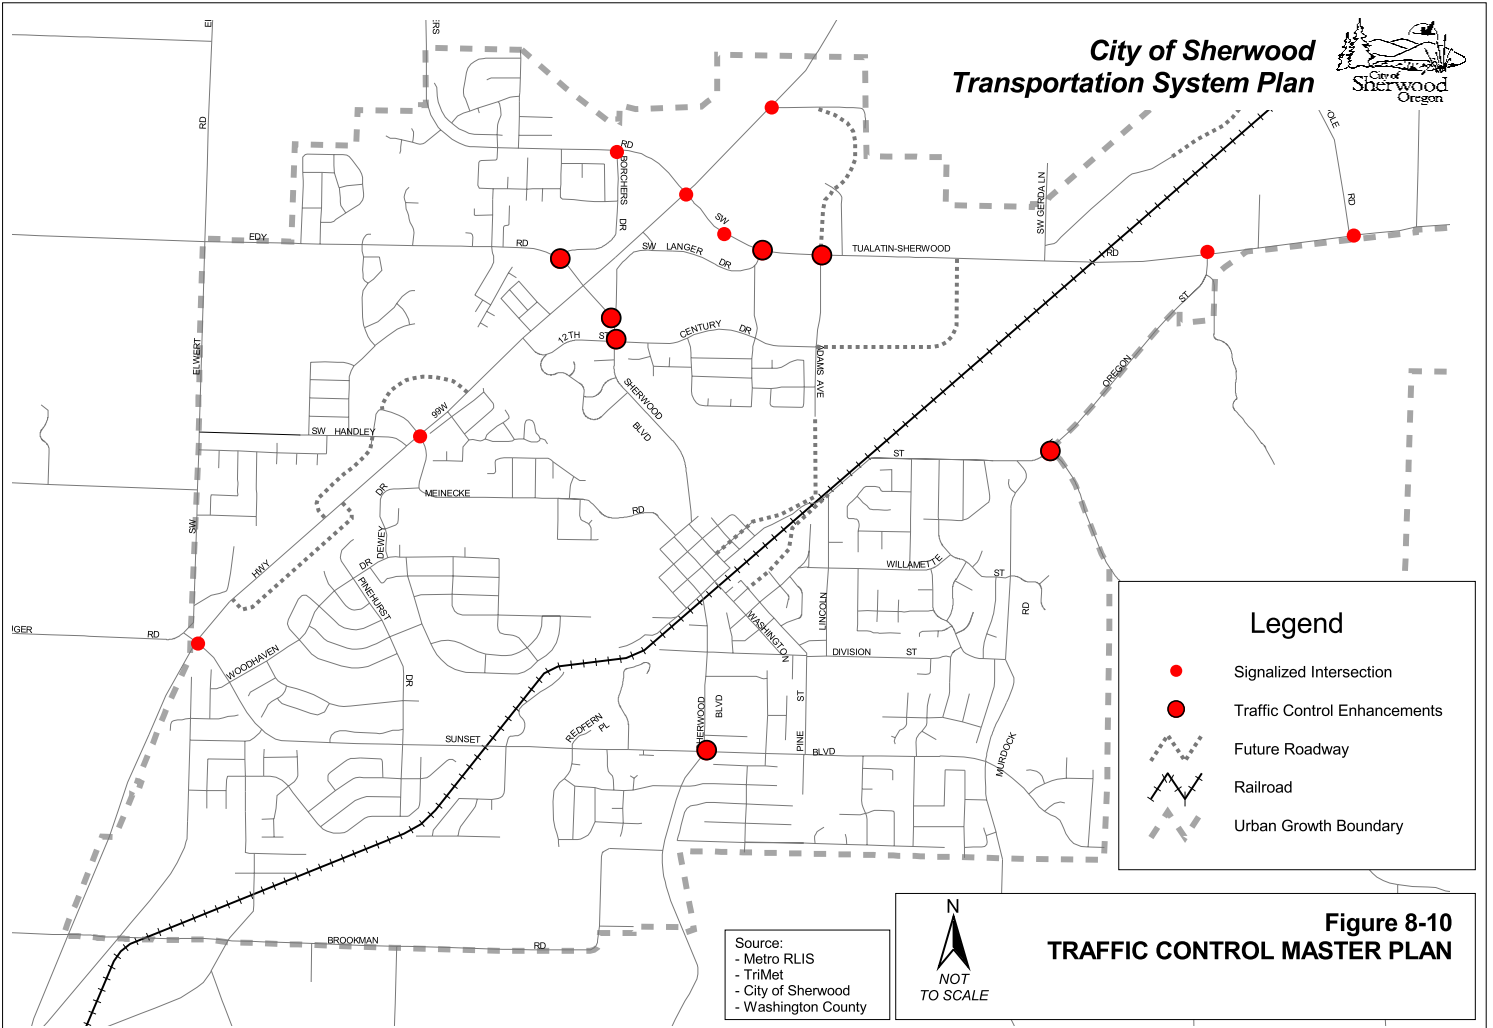 City of Sherwood
Transportation System Plan
City of
Sherwood
Oregon
RD
RD
BORCHERS
DR
SW
EDY
RD
SW LANGER
DR
TUALATIN-SHERWOOD
RD
SW GERDA LN
RD
ELWERT
SW
12TH ST
CENTURY DR
ADAMS AVE
SHERWOOD
BLVD
99W
HWY
SW HANDLEY
MEINECKE
RD
DR
DEWEY
DR
PINEHURST
DR
WOODHAVEN
RD
OREGON
ST
ST
WILLAMETTE
ST
RD
LINCOLN
WASHINGTON
DIVISION ST
PINE ST
BLVD
SUNSET
REDFERN
PL
BLVD
MURDOCK
BROOKMAN
RD
Legend
Signalized Intersection
Traffic Control Enhancements
Future Roadway
Railroad
Urban Growth Boundary
Source:
- Metro RLIS
- TriMet
- City of Sherwood
- Washington County
N
NOT
TO SCALE
Figure 8-10
TRAFFIC CONTROL MASTER PLAN